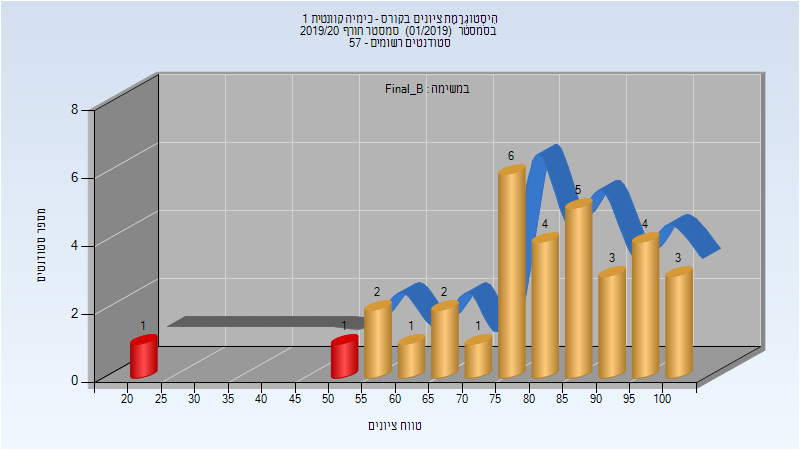 היסטוגרמת ציונים בקורס - כימיה קוונטית 1
בסמסטר (01/2019) סמסטר חורף 2019/20
סטודנטים רשומים - 57
במשימה : Final_B
מספר סטודנטים
8
6
4
2
0
1
1
2
1
2
1
6
4
5
3
4
3
20 25 30 35 40 45 50 55 60 65 70 75 80 85 90 95 100
טווח ציונים